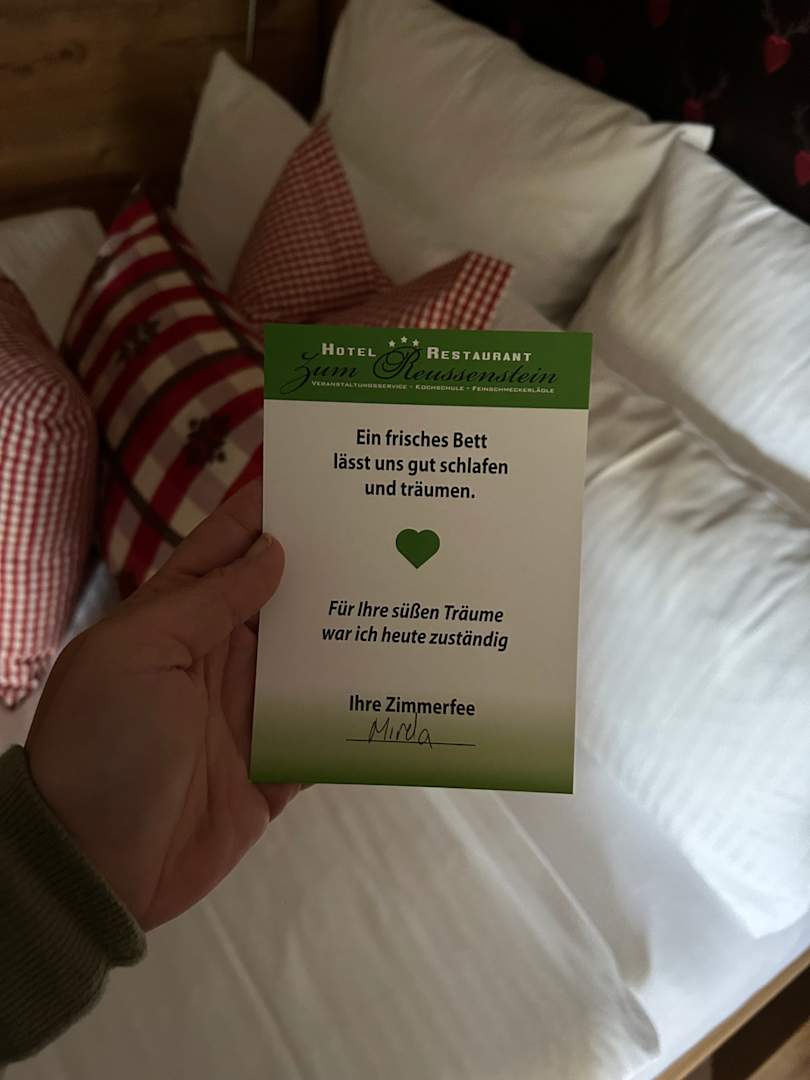 Hotel Restaurant
Zum Reussenstein
Veranstaltungsservice - Kochschule - Feinschmeckerlädle
Ein frisches Bett
lässt uns gut schlafen
und träumen.
Für Ihre süßen Träume
war ich heute zuständig
Ihre Zimmerfee
Mirela